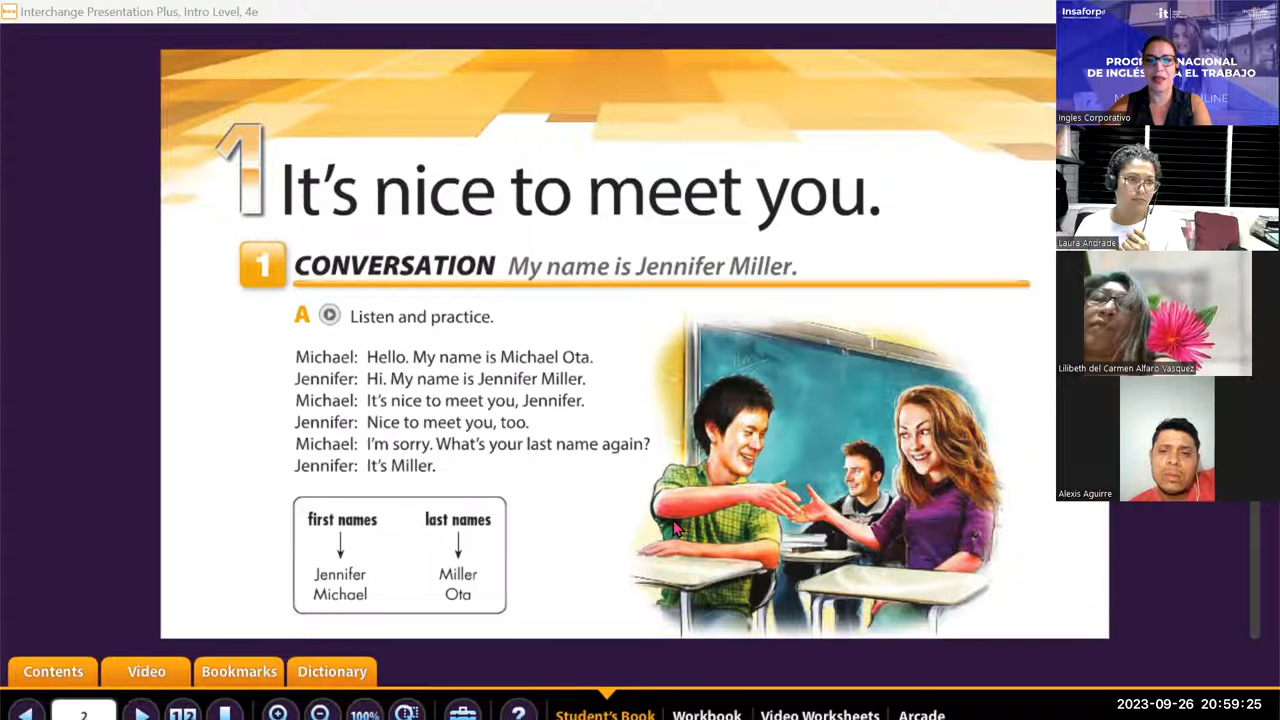 Interchange Presentation Plus, Intro Level, 4e
1 It's nice to meet you.
1 CONVERSATION My name is Jennifer Miller.
A Listen and practice.
Michael: Hello. My name is Michael Ota.
Jennifer: Hi. My name is Jennifer Miller.
Michael: It's nice to meet you, Jennifer.
Jennifer: Nice to meet you, too.
Michael: I'm sorry. What's your last name again?
Jennifer: It's Miller.
first names last names
Jennifer Miller
Michael Ota
Contents Video Bookmarks Dictionary
2
100%
?
Student's Book Workbook Video Worksheets Arcade
Insaforp
Ingles Corporativo
Laura Andrade
Lilibeth del Carmen Alfaro Vasquez
Alexis Aguirre
2023-09-26 20:59:25